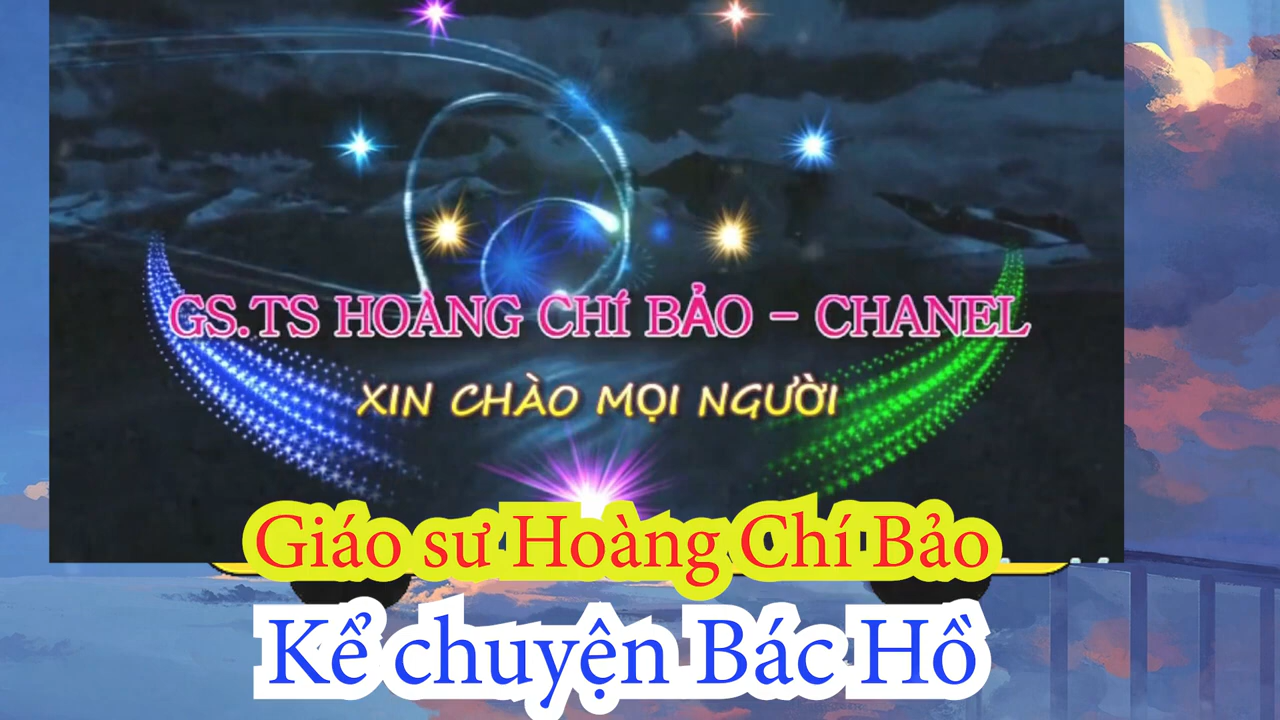 GS.TS HOÀNG CHÍ BẢO - CHANEL
XIN CHÀO MỌI NGƯỜI
Giáo sư Hoàng Chí Bảo
Kể chuyện Bác Hồ